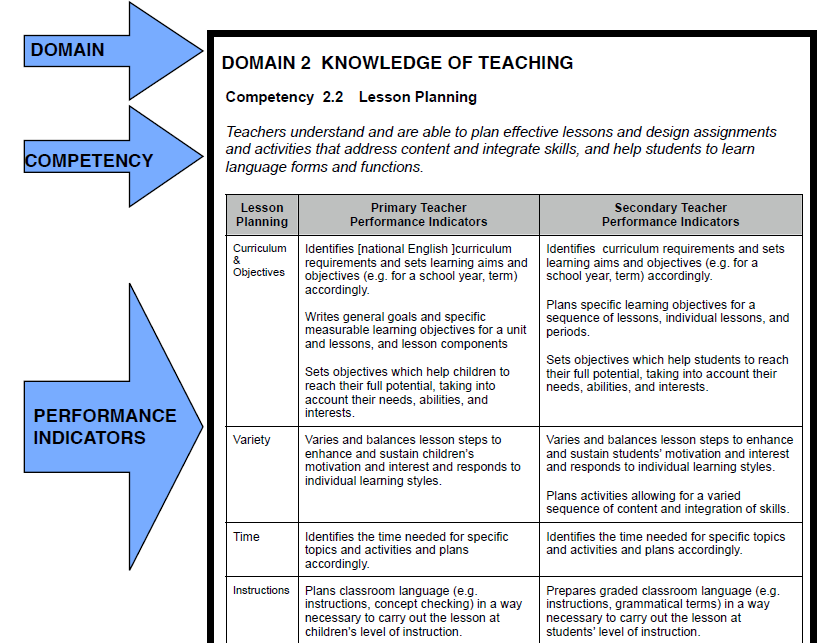 DOMAIN
COMPETENCY
PERFORMANCE
INDICATORS
DOMAIN 2 KNOWLEDGE OF TEACHING
Competency 2.2 Lesson Planning
Teachers understand and are able to plan effective lessons and design assignments
and activities that address content and integrate skills, and help students to learn
language forms and functions.
Lesson
Planning
Primary Teacher
Performance Indicators
Secondary Teacher
Performance Indicators
Curriculum
&
Objectives
Identifies [national English ]curriculum
requirements and sets learning aims and
objectives (e.g. for a school year, term)
accordingly.
Writes general goals and specific
measurable learning objectives for a unit
and lessons, and lesson components
Sets objectives which help children to
reach their full potential, taking into
account their needs, abilities, and
interests.
Identifies curriculum requirements and sets
learning aims and objectives (e.g. for a
school year, term) accordingly.
Plans specific learning objectives for a
sequence of lessons, individual lessons, and
periods.
Sets objectives which help students to reach
their full potential, taking into account their
needs, abilities, and interests.
Variety
Varies and balances lesson steps to
enhance and sustain children's
motivation and interest and responds to
individual learning styles.
Varies and balances lesson steps to enhance
and sustain students' motivation and interest
and responds to individual learning styles.
Plans activities allowing for a varied
sequence of content and integration of skills.
Time
Identifies the time needed for specific
topics and activities and plans
accordingly.
Identifies the time needed for specific topics
and activities and plans accordingly.
Instructions
Plans classroom language (e.g.
instructions, concept checking) in a way
necessary to carry out the lesson at
children's level of instruction.
Prepares graded classroom language (e.g.
instructions, grammatical terms) in a way
necessary to carry out the lesson at
students' level of instruction.